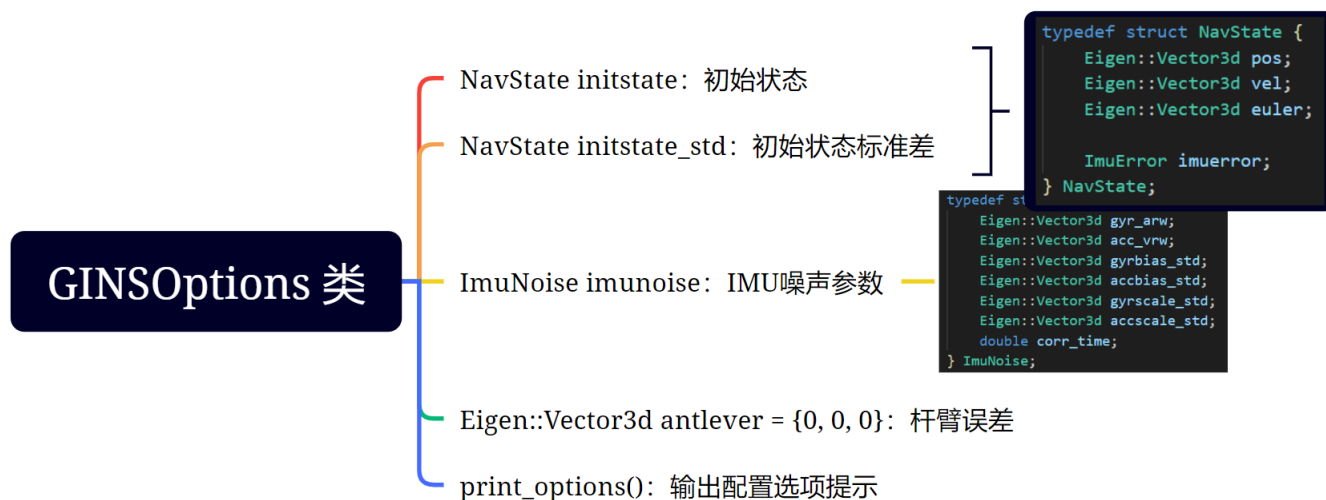 typedef struct NavState {
Eigen::Vector3d pos;
Eigen::Vector3d vel;
Eigen::Vector3d euler;
ImuError imuerror;
} NavState;
NavState initstate：初始状态
NavState initstate_std：初始状态标准差
typedef
Eigen::Vector3d gyr_arw;
Eigen::Vector3d acc_vrw;
Eigen::Vector3d gyrbias_std;
Eigen::Vector3d accbias_std;
Eigen::Vector3d gyrscale_std;
Eigen::Vector3d accscale_std;
double corr_time;
} ImuNoise;
GINSOptions 类
ImuNoise imunoise：IMU噪声参数
Eigen::Vector3d antlever = {0, 0, 0}：杆臂误差
print_options()：输出配置选项提示